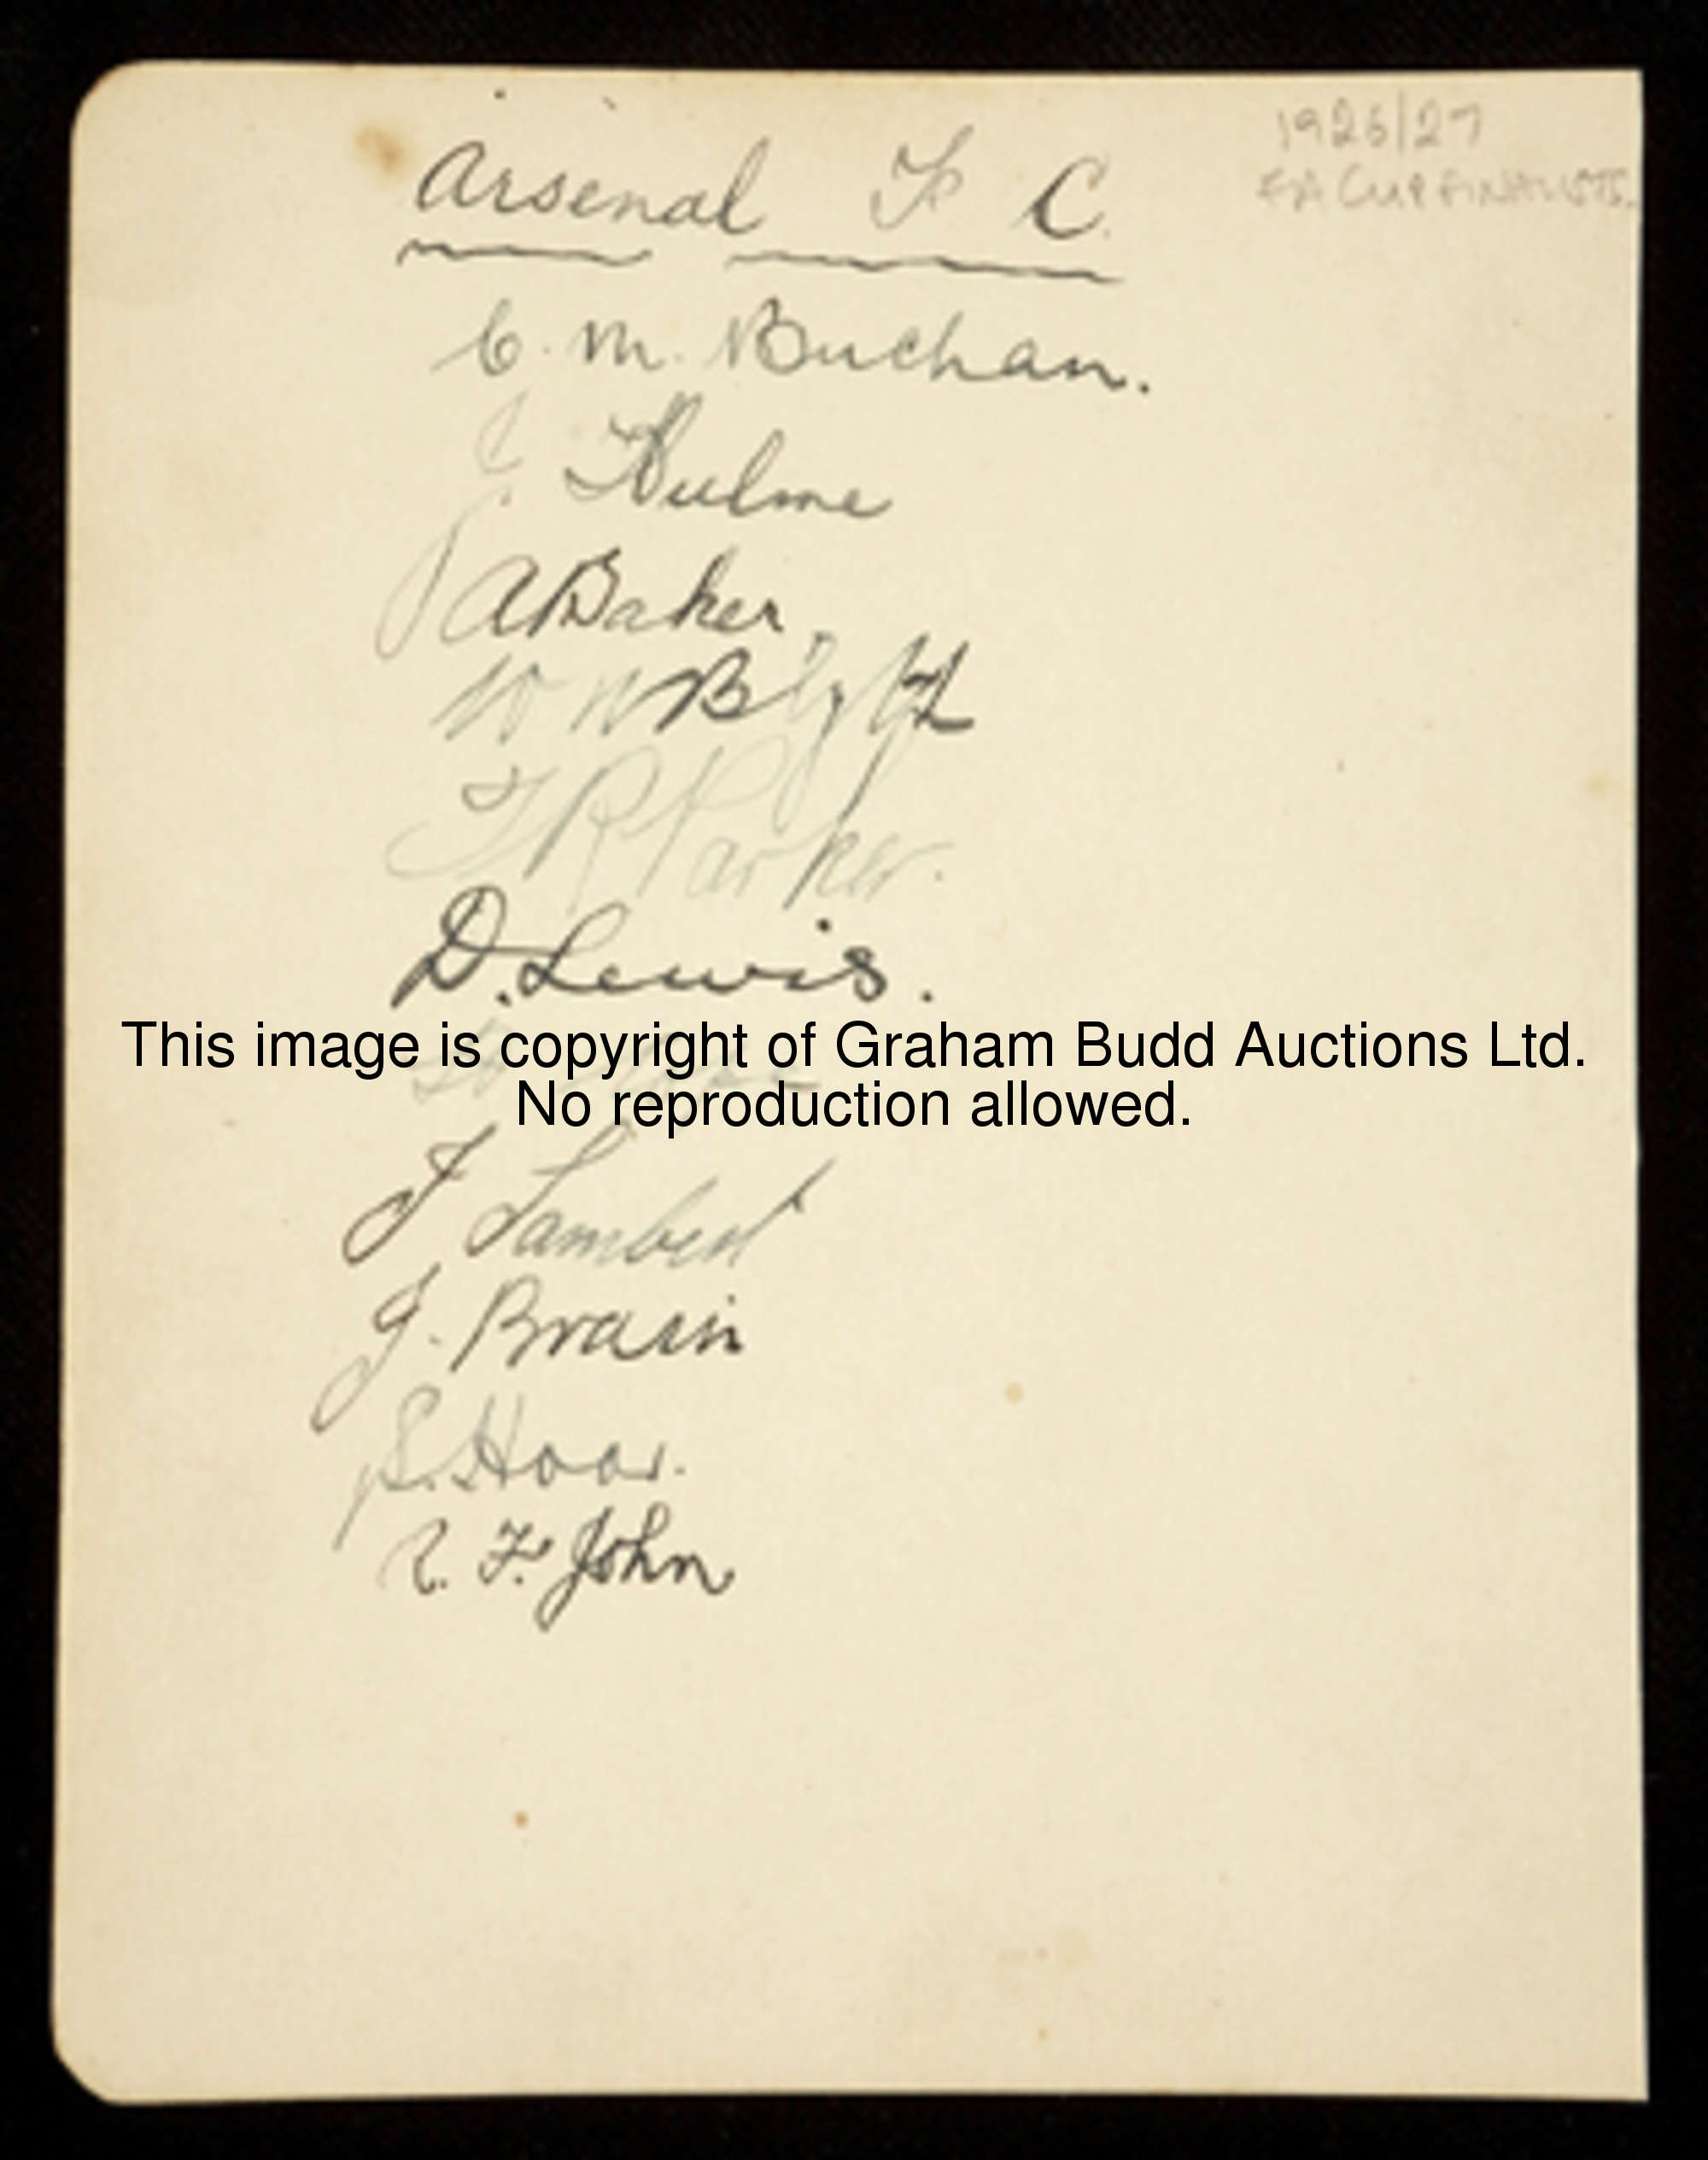 Arsenal F C.
1926/27
FA CUP FINALISTS.
C. M. Buchan.
J. Hulme
A Baker.
W W Blyth
T R Parker.
D. Lewis.
This image is copyright of Graham Budd Auctions Ltd.
No reproduction allowed.
J Lambert
J. Brain
S. Hoar.
R. F. John